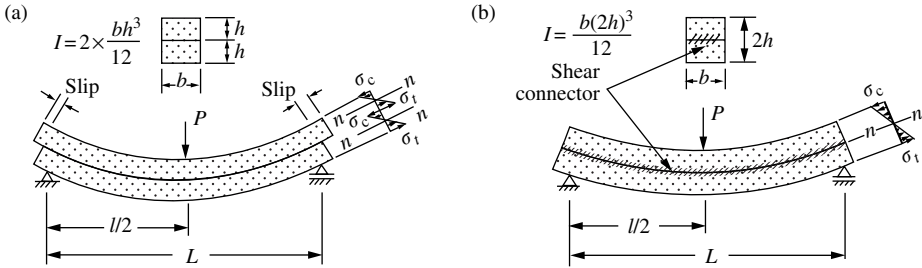 (a)
I = 2 × bh³/12
h
h
b
Slip
Slip
P
σc
n
σt
σc
n
n
n
σt
l/2
L
(b)
I = b(2h)³/12
2h
b
Shear
connector
P
σc
n
n
σt
l/2
L